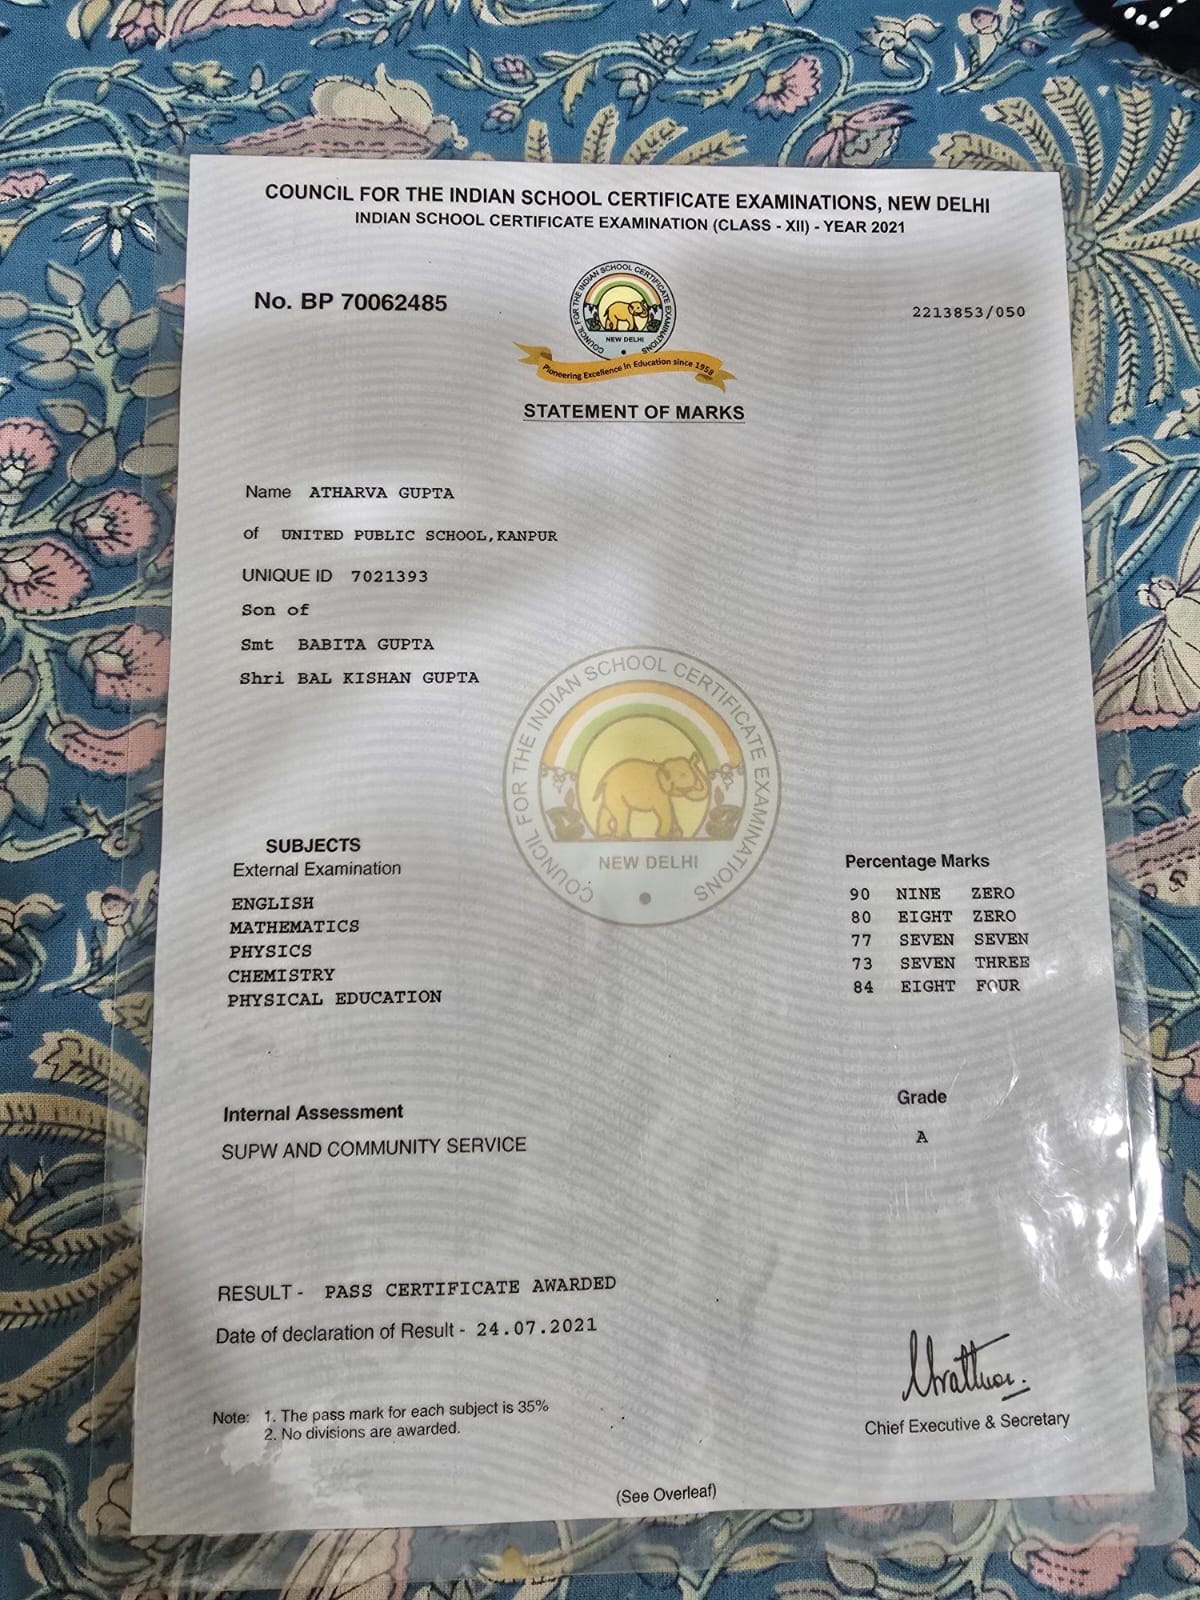 COUNCIL FOR THE INDIAN SCHOOL CERTIFICATE EXAMINATIONS, NEW DELHI
INDIAN SCHOOL CERTIFICATE EXAMINATION (CLASS - XII) - YEAR 2021
No. BP 70062485
2213853/050
COUNCIL FOR THE INDIAN SCHOOL CERTIFICATE EXAMINATIONS
NEW DELHI
Pioneering Excellence in Education since 1958
STATEMENT OF MARKS
Name ATHARVA GUPTA
of UNITED PUBLIC SCHOOL,KANPUR
UNIQUE ID 7021393
Son of
Smt BABITA GUPTA
Shri BAL KISHAN GUPTA
COUNCIL FOR THE INDIAN SCHOOL CERTIFICATE EXAMINATIONS
NEW DELHI
SUBJECTS
External Examination Percentage Marks
ENGLISH 90 NINE ZERO
MATHEMATICS 80 EIGHT ZERO
PHYSICS 77 SEVEN SEVEN
CHEMISTRY 73 SEVEN THREE
PHYSICAL EDUCATION 84 EIGHT FOUR
Internal Assessment Grade
SUPW AND COMMUNITY SERVICE A
RESULT - PASS CERTIFICATE AWARDED
Date of declaration of Result - 24.07.2021
Note: 1. The pass mark for each subject is 35%
2. No divisions are awarded.
Chief Executive & Secretary
(See Overleaf)